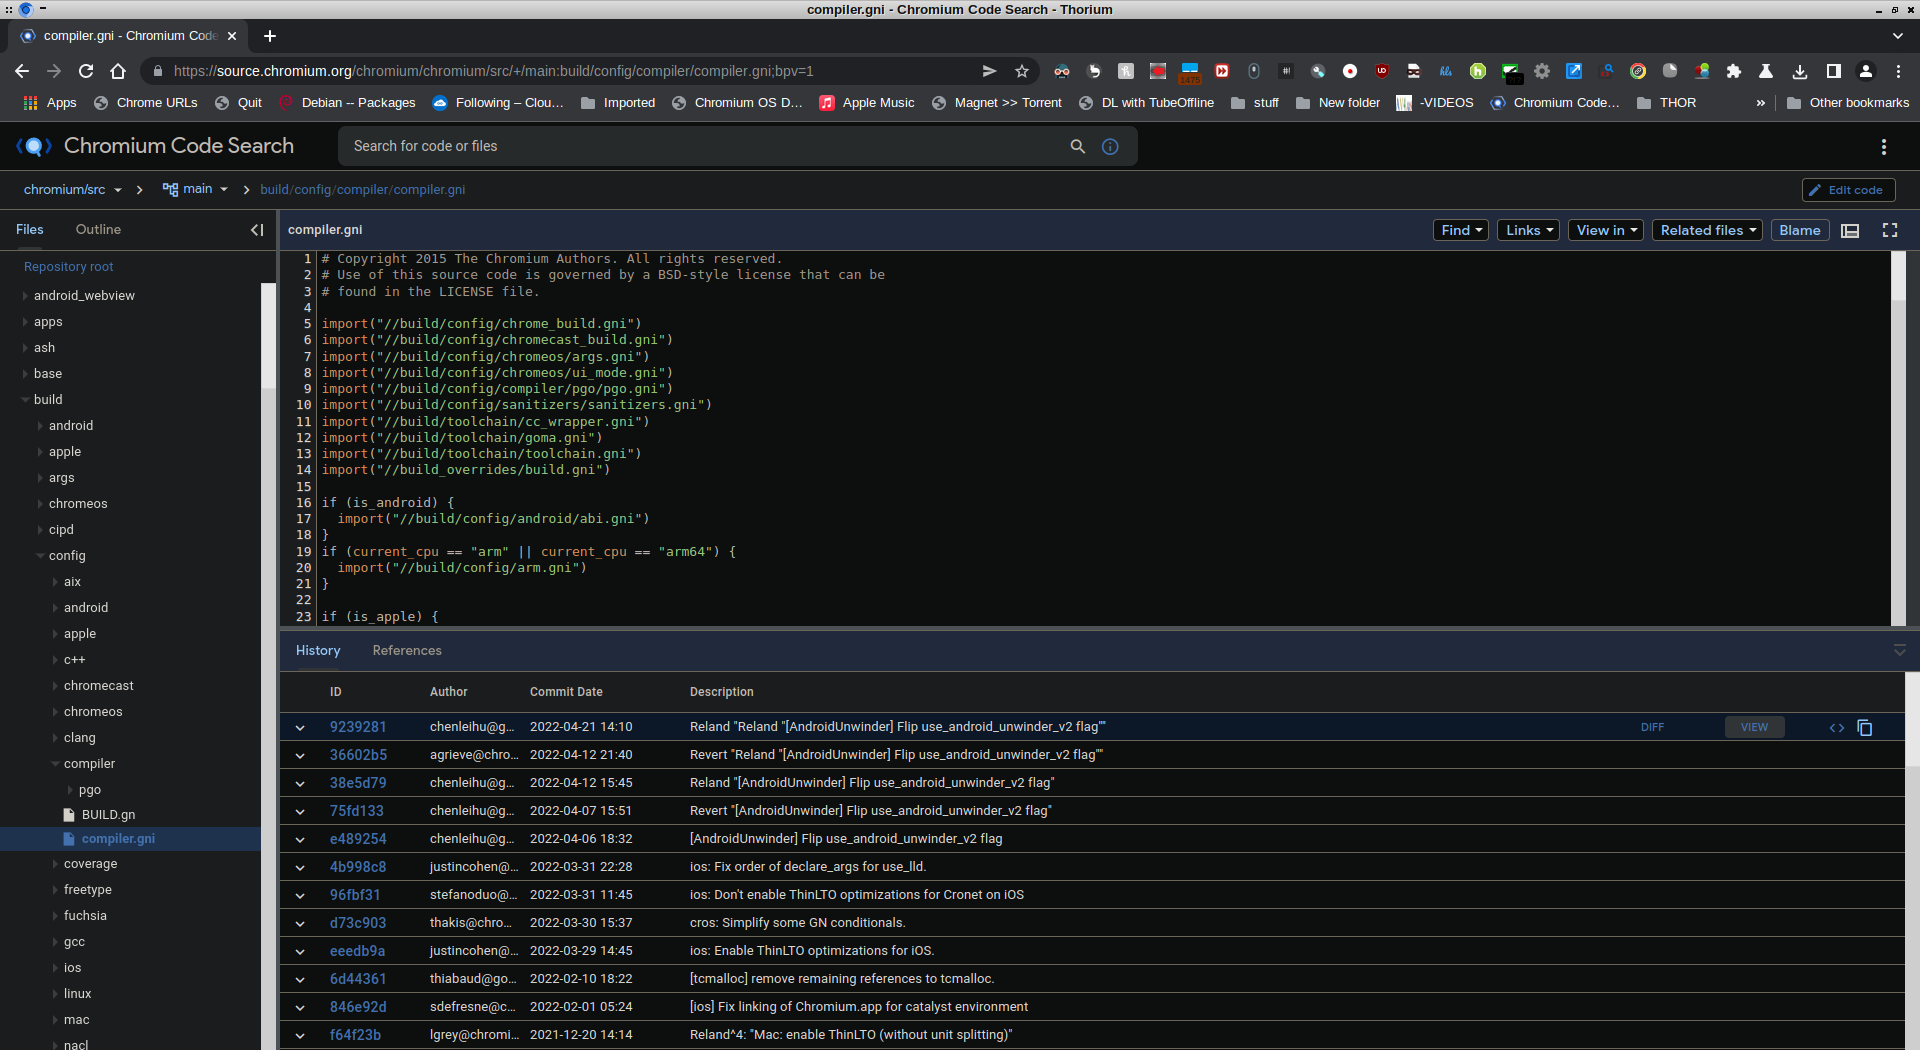 compiler.gni - Chromium Code Search - Thorium
compiler.gni - Chromium Code
https://source.chromium.org/chromium/chromium/src/+/main:build/config/compiler/compiler.gni;bpv=1
Apps
Chrome URLs
Quit
Debian -- Packages
Following – Clou…
Imported
Chromium OS D…
Apple Music
Magnet >> Torrent
DL with TubeOffline
stuff
New folder
-VIDEOS
Chromium Code…
THOR
»
Other bookmarks
Chromium Code Search
Search for code or files
chromium/src
main
build/config/compiler/compiler.gni
Edit code
Files
Outline
compiler.gni
Find
Links
View in
Related files
Blame
Repository root
android_webview
apps
ash
base
build
android
apple
args
chromeos
cipd
config
aix
android
apple
c++
chromecast
chromeos
clang
compiler
pgo
BUILD.gn
compiler.gni
coverage
freetype
fuchsia
gcc
ios
linux
mac
nacl
1 # Copyright 2015 The Chromium Authors. All rights reserved.
2 # Use of this source code is governed by a BSD-style license that can be
3 # found in the LICENSE file.
4
5 import("//build/config/chrome_build.gni")
6 import("//build/config/chromecast_build.gni")
7 import("//build/config/chromeos/args.gni")
8 import("//build/config/chromeos/ui_mode.gni")
9 import("//build/config/compiler/pgo/pgo.gni")
10 import("//build/config/sanitizers/sanitizers.gni")
11 import("//build/toolchain/cc_wrapper.gni")
12 import("//build/toolchain/goma.gni")
13 import("//build/toolchain/toolchain.gni")
14 import("//build_overrides/build.gni")
15
16 if (is_android) {
17   import("//build/config/android/abi.gni")
18 }
19 if (current_cpu == "arm" || current_cpu == "arm64") {
20   import("//build/config/arm.gni")
21 }
22
23 if (is_apple) {
History
References
ID Author Commit Date Description
9239281 chenleihu@g… 2022-04-21 14:10 Reland "Reland "[AndroidUnwinder] Flip use_android_unwinder_v2 flag"" DIFF VIEW <>
36602b5 agrieve@chro… 2022-04-12 21:40 Revert "Reland "[AndroidUnwinder] Flip use_android_unwinder_v2 flag""
38e5d79 chenleihu@g… 2022-04-12 15:45 Reland "[AndroidUnwinder] Flip use_android_unwinder_v2 flag"
75fd133 chenleihu@g… 2022-04-07 15:51 Revert "[AndroidUnwinder] Flip use_android_unwinder_v2 flag"
e489254 chenleihu@g… 2022-04-06 18:32 [AndroidUnwinder] Flip use_android_unwinder_v2 flag
4b998c8 justincohen@… 2022-03-31 22:28 ios: Fix order of declare_args for use_lld.
96fbf31 stefanoduo@… 2022-03-31 11:45 ios: Don't enable ThinLTO optimizations for Cronet on iOS
d73c903 thakis@chro… 2022-03-30 15:37 cros: Simplify some GN conditionals.
eeedb9a justincohen@… 2022-03-29 14:45 ios: Enable ThinLTO optimizations for iOS.
6d44361 thiabaud@go… 2022-02-10 18:22 [tcmalloc] remove remaining references to tcmalloc.
846e92d sdefresne@c… 2022-02-01 05:24 [ios] Fix linking of Chromium.app for catalyst environment
f64f23b lgrey@chromi… 2021-12-20 14:14 Reland^4: "Mac: enable ThinLTO (without unit splitting)"